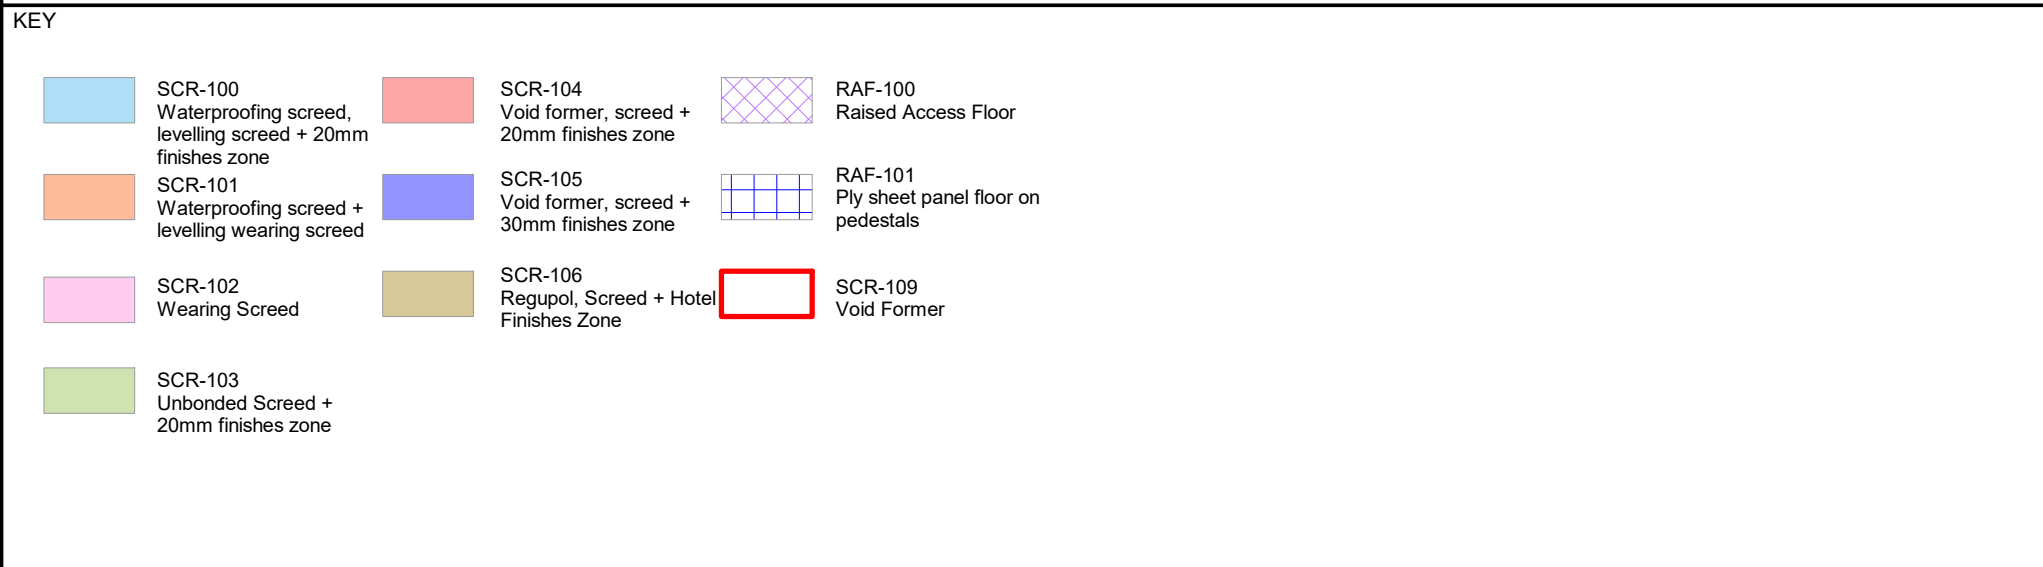 KEY
SCR-100
Waterproofing screed,
levelling screed + 20mm
finishes zone
SCR-101
Waterproofing screed +
levelling wearing screed
SCR-102
Wearing Screed
SCR-103
Unbonded Screed +
20mm finishes zone
SCR-104
Void former, screed +
20mm finishes zone
SCR-105
Void former, screed +
30mm finishes zone
SCR-106
Regupol, Screed + Hotel
Finishes Zone
RAF-100
Raised Access Floor
RAF-101
Ply sheet panel floor on
pedestals
SCR-109
Void Former